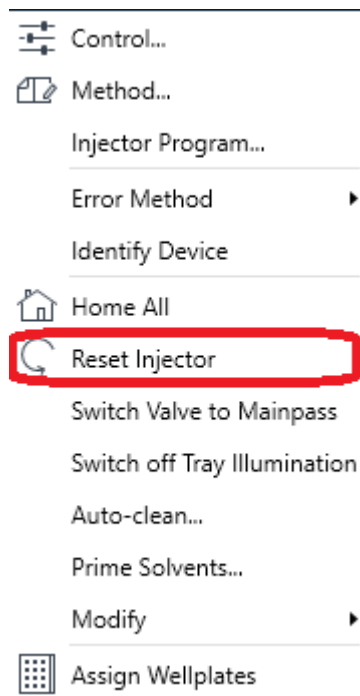 Control...
Method...
Injector Program...
Error Method
Identify Device
Home All
Reset Injector
Switch Valve to Mainpass
Switch off Tray Illumination
Auto-clean...
Prime Solvents...
Modify
Assign Wellplates